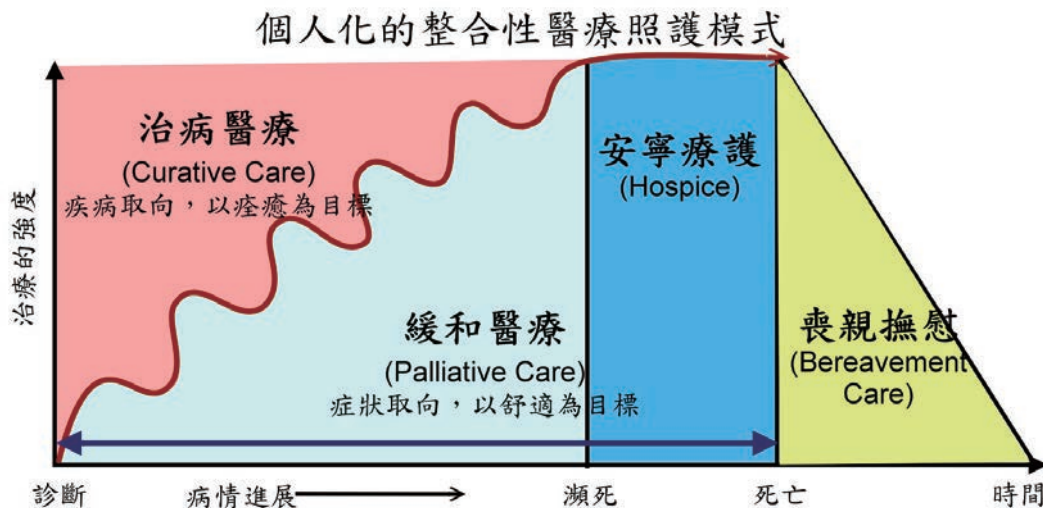 個人化的整合性醫療照護模式
治病醫療
(Curative Care)
疾病取向，以痊癒為目標
安寧療護
(Hospice)
治療的強度
緩和醫療
(Palliative Care)
症狀取向，以舒適為目標
喪親撫慰
(Bereavement
Care)
診斷
病情進展
瀕死
死亡
時間